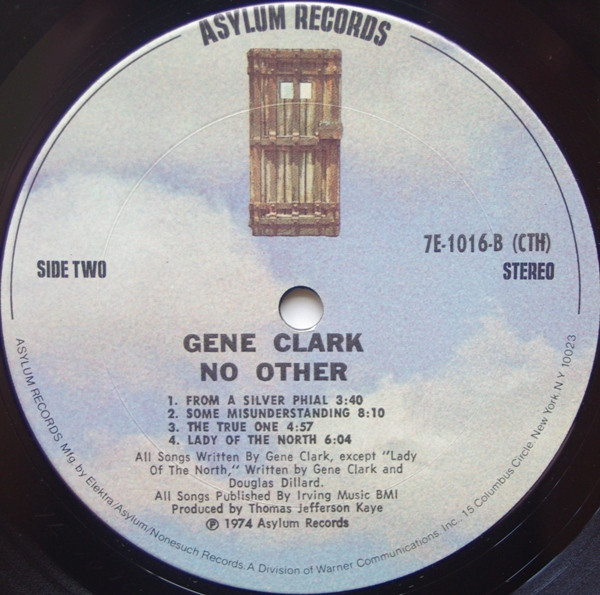 ASYLUM RECORDS
7E-1016-B (CTH)
SIDE TWO
STEREO
GENE CLARK
NO OTHER
1. FROM A SILVER PHIAL 3:40
2. SOME MISUNDERSTANDING 8:10
3. THE TRUE ONE 4:57
4. LADY OF THE NORTH 6:04
All Songs Written By Gene Clark, except "Lady
Of The North," Written by Gene Clark and
Douglas Dillard.
All Songs Published By Irving Music BMI
Produced by Thomas Jefferson Kaye
℗ 1974 Asylum Records
ASYLUM RECORDS Mfg. by Elektra/Asylum/Nonesuch Records. A Division of Warner Communications. Inc. 15 Columbus Circle. New York. N.Y 10023